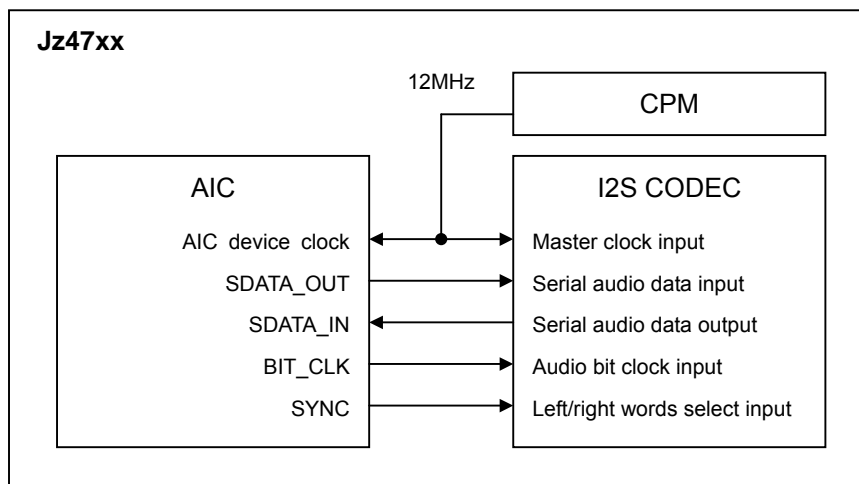 Jz47xx
12MHz
CPM
AIC
I2S CODEC
AIC device clock
Master clock input
SDATA_OUT
Serial audio data input
SDATA_IN
Serial audio data output
BIT_CLK
Audio bit clock input
SYNC
Left/right words select input